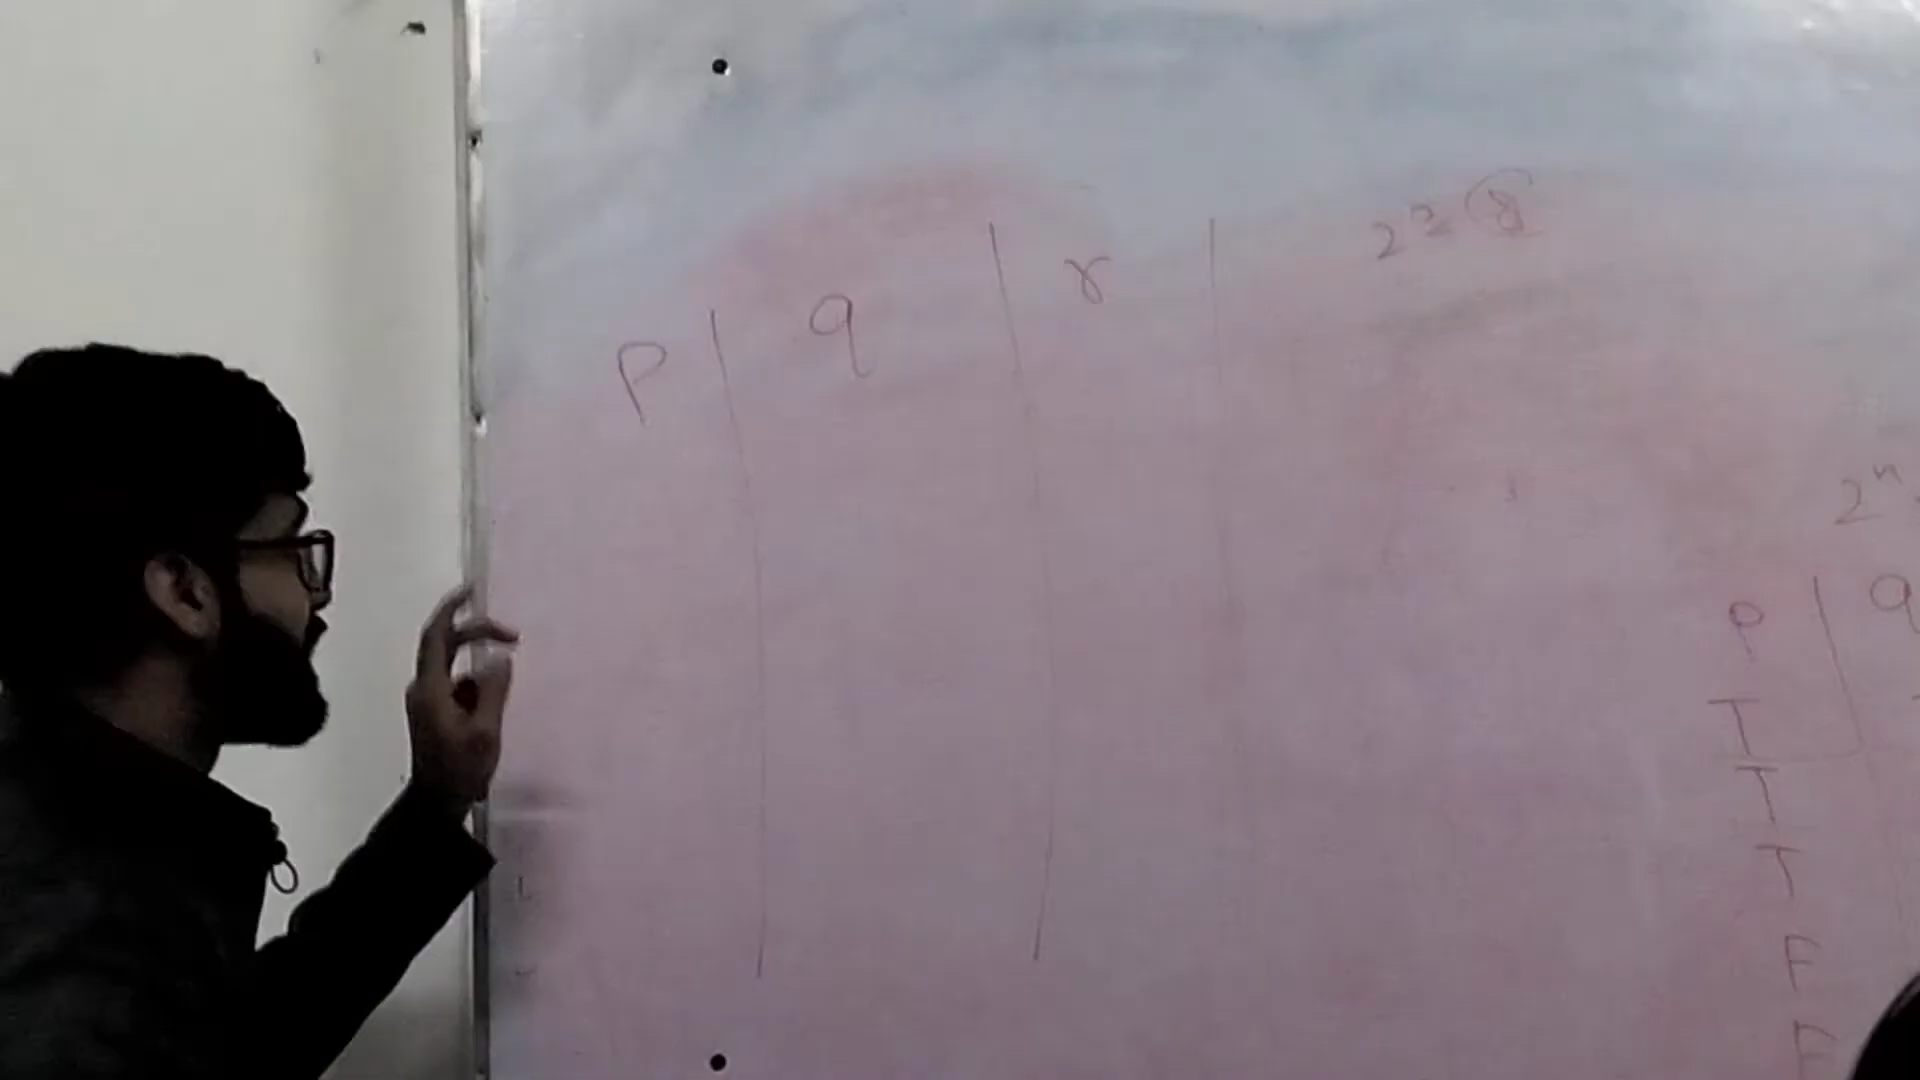 P | q | r |
2³ = 8
2ⁿ
P | q
T
T
T
F
F